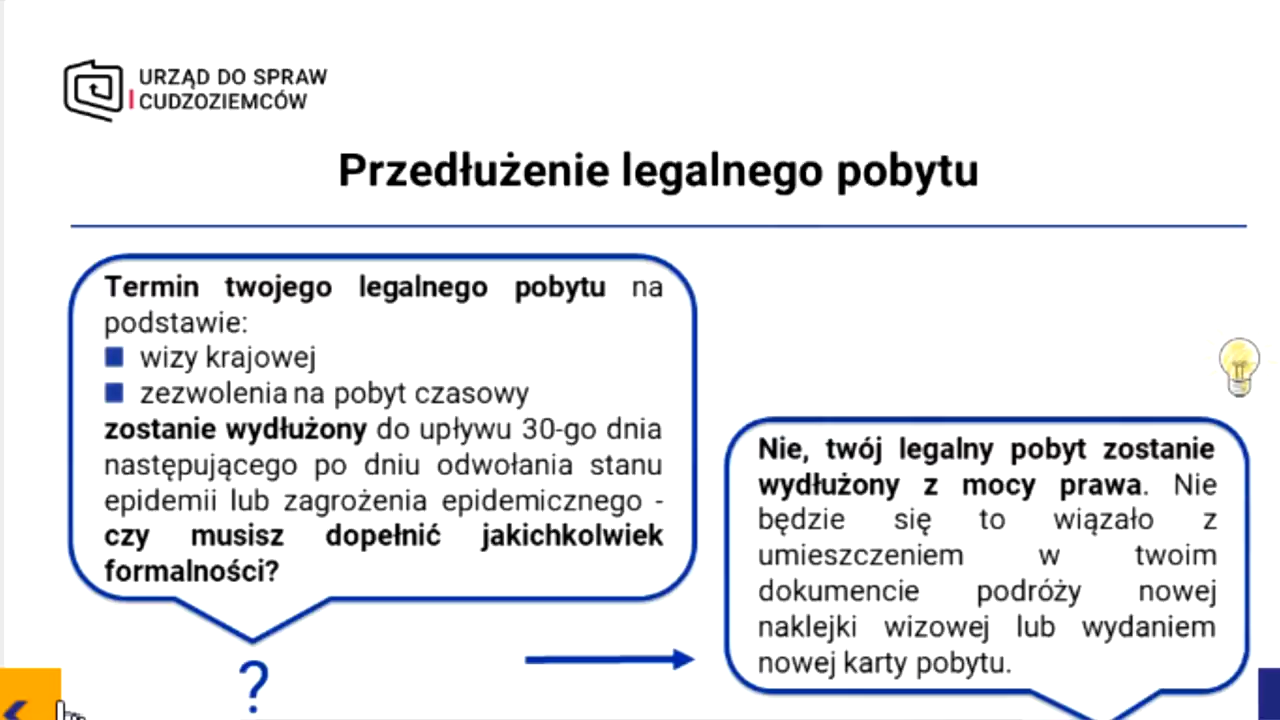 URZĄD DO SPRAW
CUDZOZIEMCÓW
Przedłużenie legalnego pobytu
Termin twojego legalnego pobytu na
podstawie:
wizy krajowej
zezwolenia na pobyt czasowy
zostanie wydłużony do upływu 30-go dnia
następującego po dniu odwołania stanu
epidemii lub zagrożenia epidemicznego -
czy musisz dopełnić jakichkolwiek
formalności?
?
Nie, twój legalny pobyt zostanie
wydłużony z mocy prawa. Nie
będzie się to wiązało z
umieszczeniem w twoim
dokumencie podróży nowej
naklejki wizowej lub wydaniem
nowej karty pobytu.